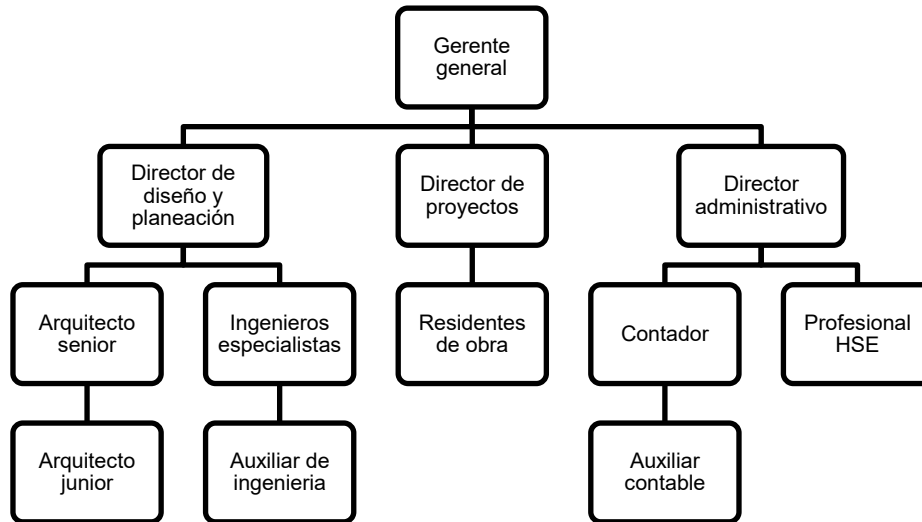 Gerente
general
Director de
diseño y
planeación
Director de
proyectos
Director
administrativo
Arquitecto
senior
Ingenieros
especialistas
Residentes
de obra
Contador
Profesional
HSE
Arquitecto
junior
Auxiliar de
ingenieria
Auxiliar
contable